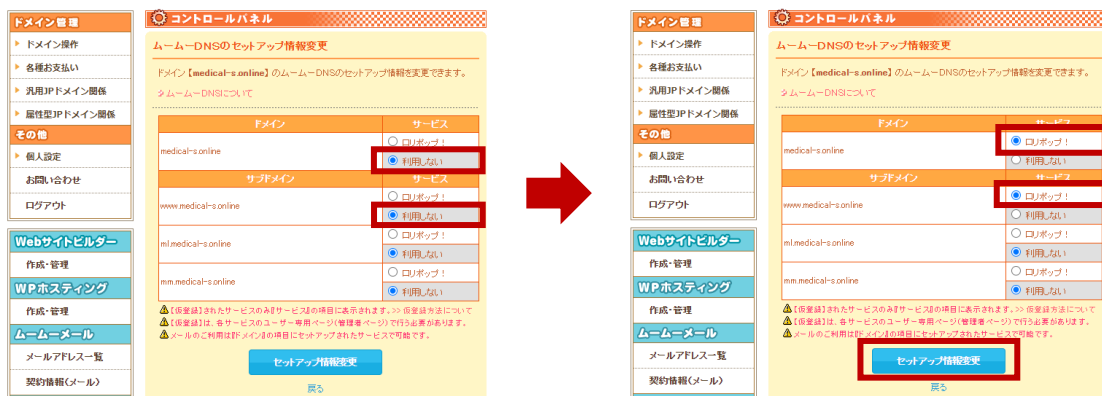 ドメイン管理
ドメイン操作
各種お支払い
汎用JPドメイン関係
属性型JPドメイン関係
その他
個人設定
お問い合わせ
ログアウト
Webサイトビルダー
作成・管理
WPホスティング
作成・管理
ムームーメール
メールアドレス一覧
契約情報(メール)
コントロールパネル
ムームーDNSのセットアップ情報変更
ドメイン【medical-s.online】のムームーDNSのセットアップ情報を変更できます。
ムームーDNSについて
ドメイン サービス
medical-s.online
ロリポップ！
利用しない
サブドメイン サービス
www.medical-s.online
ロリポップ！
利用しない
ml.medical-s.online
ロリポップ！
利用しない
mm.medical-s.online
ロリポップ！
利用しない
【仮登録】されたサービスのみ『サービス』の項目に表示されます。>> 仮登録方法について
【仮登録】は、各サービスのユーザー専用ページ(管理者ページ)で行う必要があります。
メールのご利用は『ドメイン』の項目にセットアップされたサービスで可能です。
セットアップ情報変更
戻る
ドメイン管理
ドメイン操作
各種お支払い
汎用JPドメイン関係
属性型JPドメイン関係
その他
個人設定
お問い合わせ
ログアウト
Webサイトビルダー
作成・管理
WPホスティング
作成・管理
ムームーメール
メールアドレス一覧
契約情報(メール)
コントロールパネル
ムームーDNSのセットアップ情報変更
ドメイン【medical-s.online】のムームーDNSのセットアップ情報を変更できます。
ムームーDNSについて
ドメイン サービス
medical-s.online
ロリポップ！
利用しない
サブドメイン サービス
www.medical-s.online
ロリポップ！
利用しない
ml.medical-s.online
ロリポップ！
利用しない
mm.medical-s.online
ロリポップ！
利用しない
【仮登録】されたサービスのみ『サービス』の項目に表示されます。>> 仮登録方法について
【仮登録】は、各サービスのユーザー専用ページ(管理者ページ)で行う必要があります。
メールのご利用は『ドメイン』の項目にセットアップされたサービスで可能です。
セットアップ情報変更
戻る